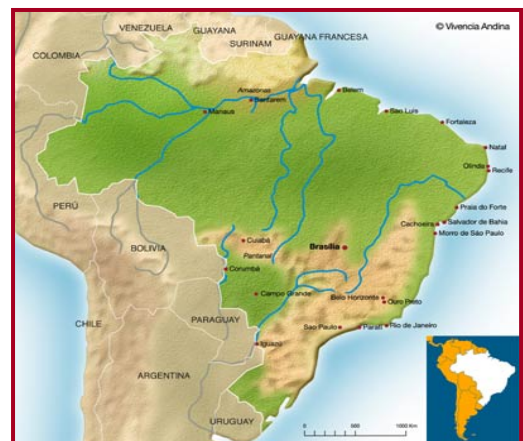 © Vivencia Andina
VENEZUELA
GUAYANA
GUAYANA FRANCESA
SURINAM
COLOMBIA
Amazonas
Santarem
Belem
Manaus
Sao Luis
Fortaleza
Natal
Olinda
Recife
PERÚ
Praia do Forte
Cachoeira
Salvador de Bahia
Morro de São Paulo
Cuiabá
Brasília
BOLIVIA
Pantanal
Corumbá
Campo Grande
Belo Horizonte
Ouro Preto
CHILE
PARAGUAY
Sao Paulo
Parati
Rio de Janeiro
Iguazú
ARGENTINA
URUGUAY
0 500 1000 Km